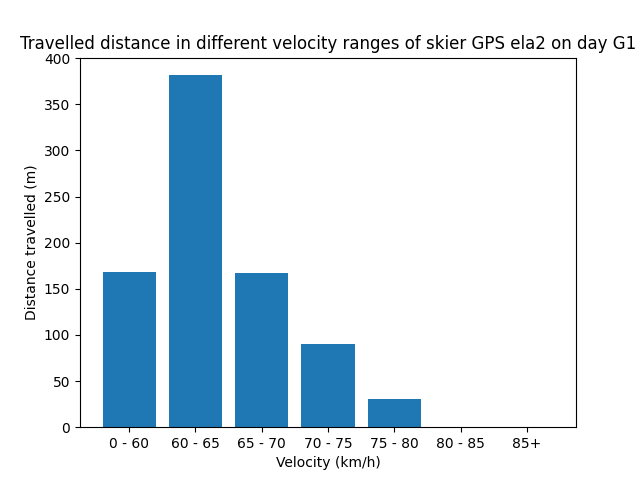 Travelled distance in different velocity ranges of skier GPS ela2 on day G1
400
350
300
250
200
150
100
50
0
Distance travelled (m)
0 - 60 60 - 65 65 - 70 70 - 75 75 - 80 80 - 85 85+
Velocity (km/h)